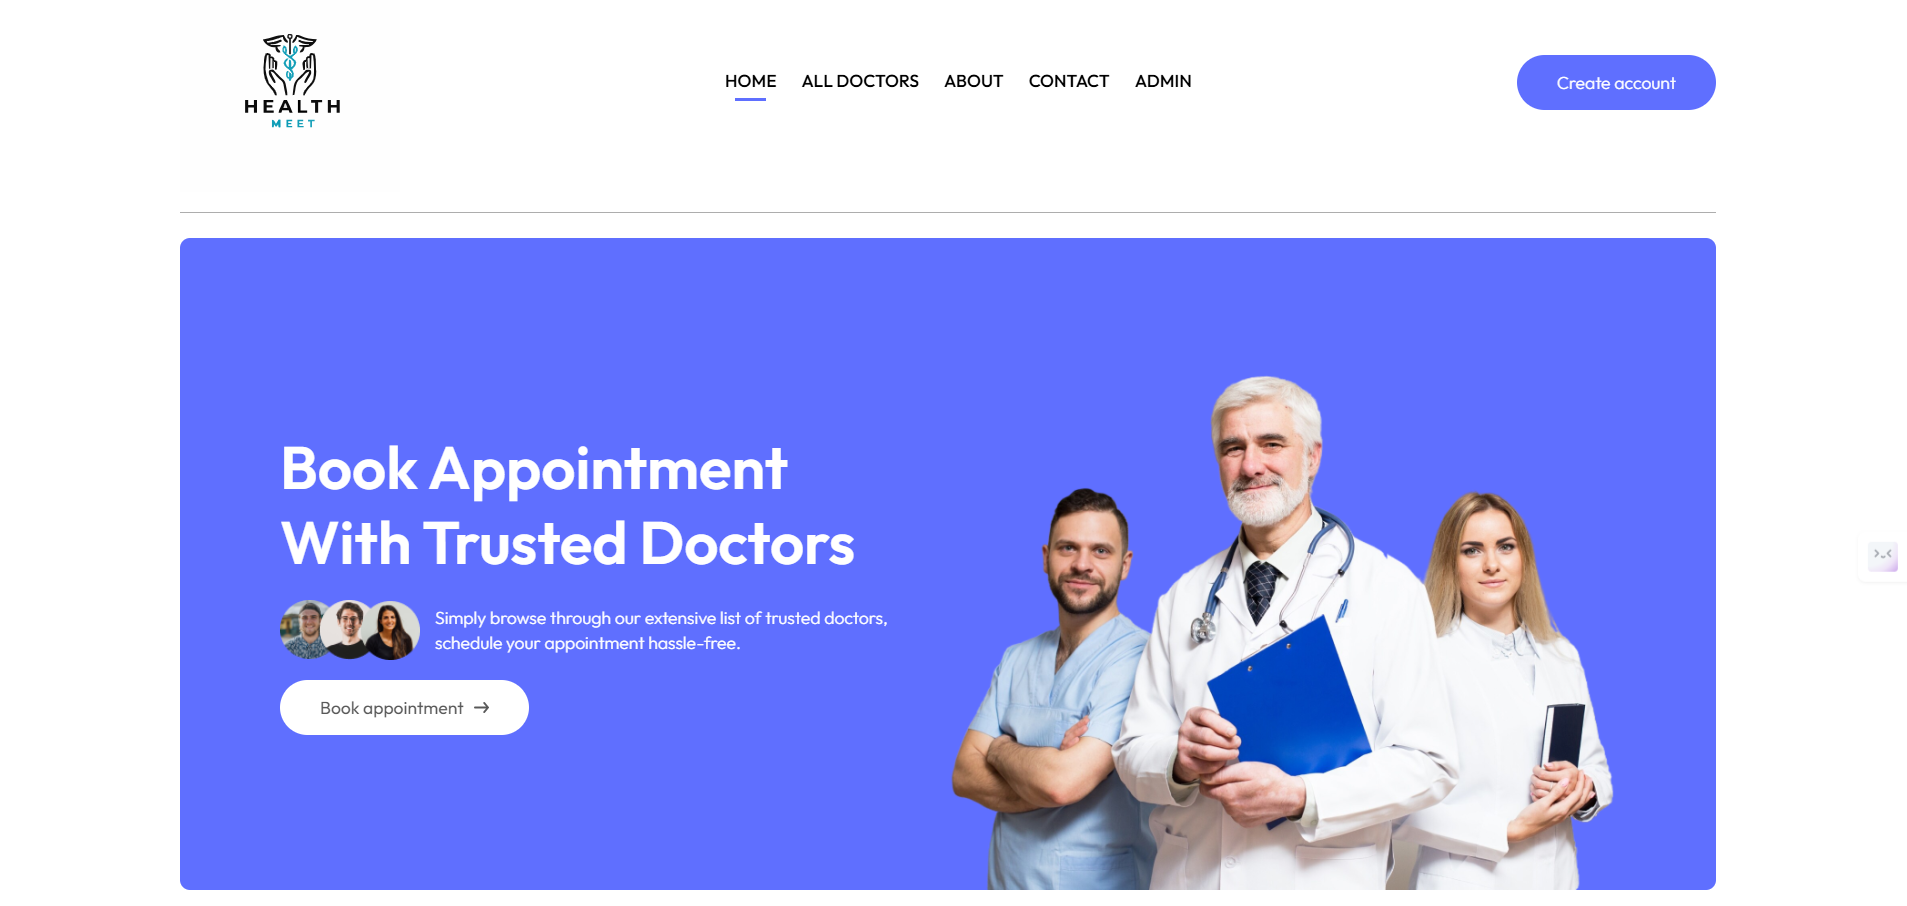 HEALTH
MEET
HOME
ALL DOCTORS
ABOUT
CONTACT
ADMIN
Create account
Book Appointment
With Trusted Doctors
Simply browse through our extensive list of trusted doctors,
schedule your appointment hassle-free.
Book appointment →